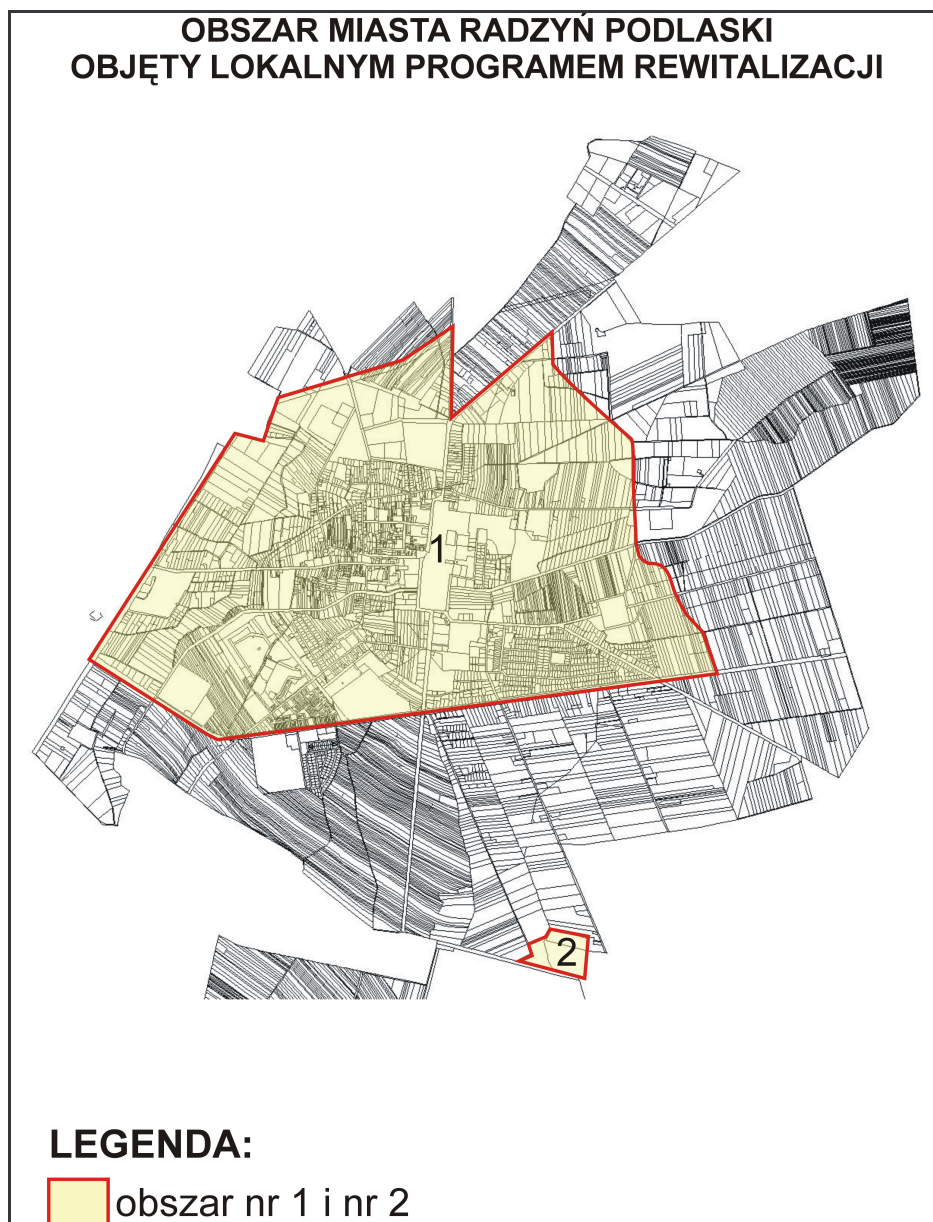 OBSZAR MIASTA RADZYŃ PODLASKI
OBJĘTY LOKALNYM PROGRAMEM REWITALIZACJI
1
2
LEGENDA:
obszar nr 1 i nr 2